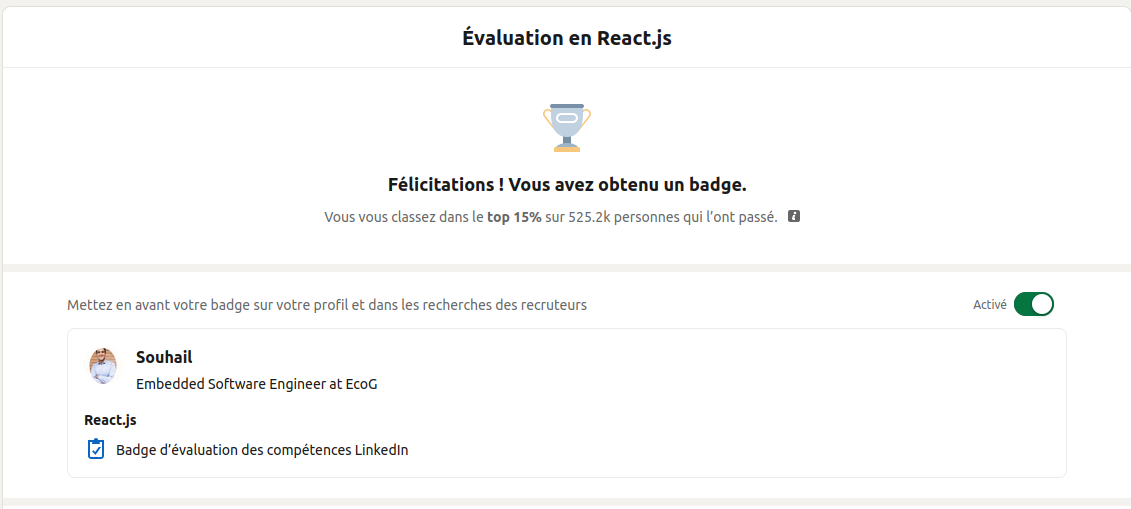 Évaluation en React.js
Félicitations ! Vous avez obtenu un badge.
Vous vous classez dans le top 15% sur 525.2k personnes qui l’ont passé. i
Mettez en avant votre badge sur votre profil et dans les recherches des recruteurs
Activé
Souhail
Embedded Software Engineer at EcoG
React.js
Badge d’évaluation des compétences LinkedIn